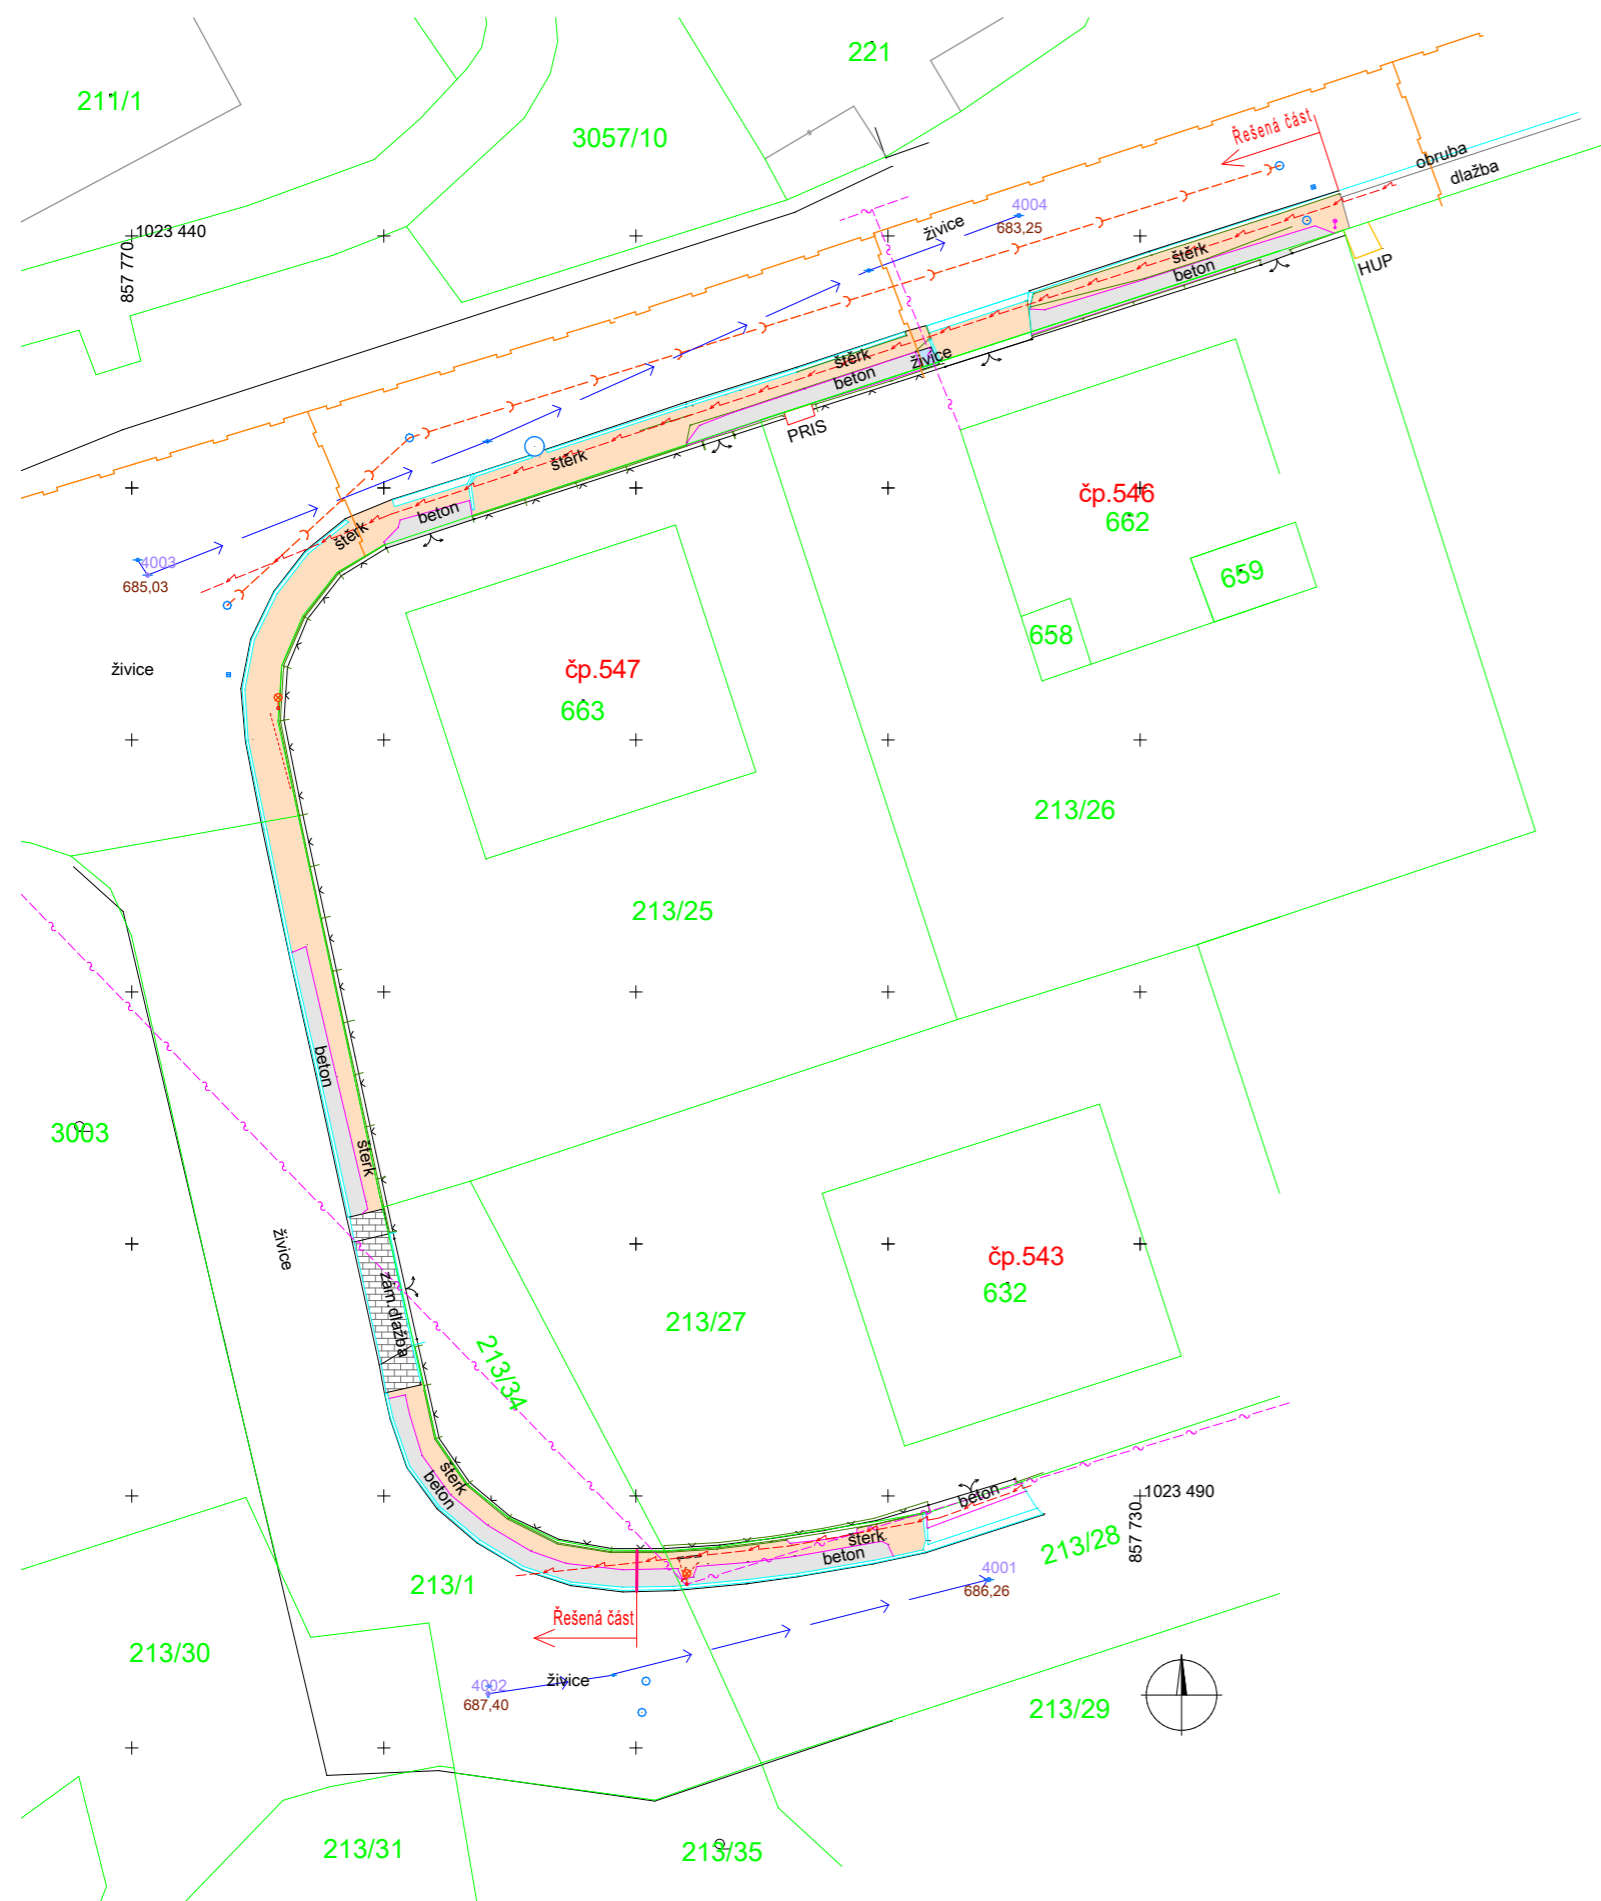 221
211/1
3057/10
Řešená část
obruba
dlažba
4004
živice
683,25
1023 440
857 770
štěrk
beton
HUP
štěrk
živice
beton
PRIS
štěrk
beton
štěrk
čp.546
662
659
658
4003
685,03
čp.547
663
živice
213/26
213/25
beton
3003
štěrk
živice
čp.543
632
zám.dlažba
213/27
213/34
štěrk
beton
beton
1023 490
857 730
213/28
štěrk
beton
4001
686,26
213/1
Řešená část
213/30
4002
živice
687,40
213/29
213/31
213/35